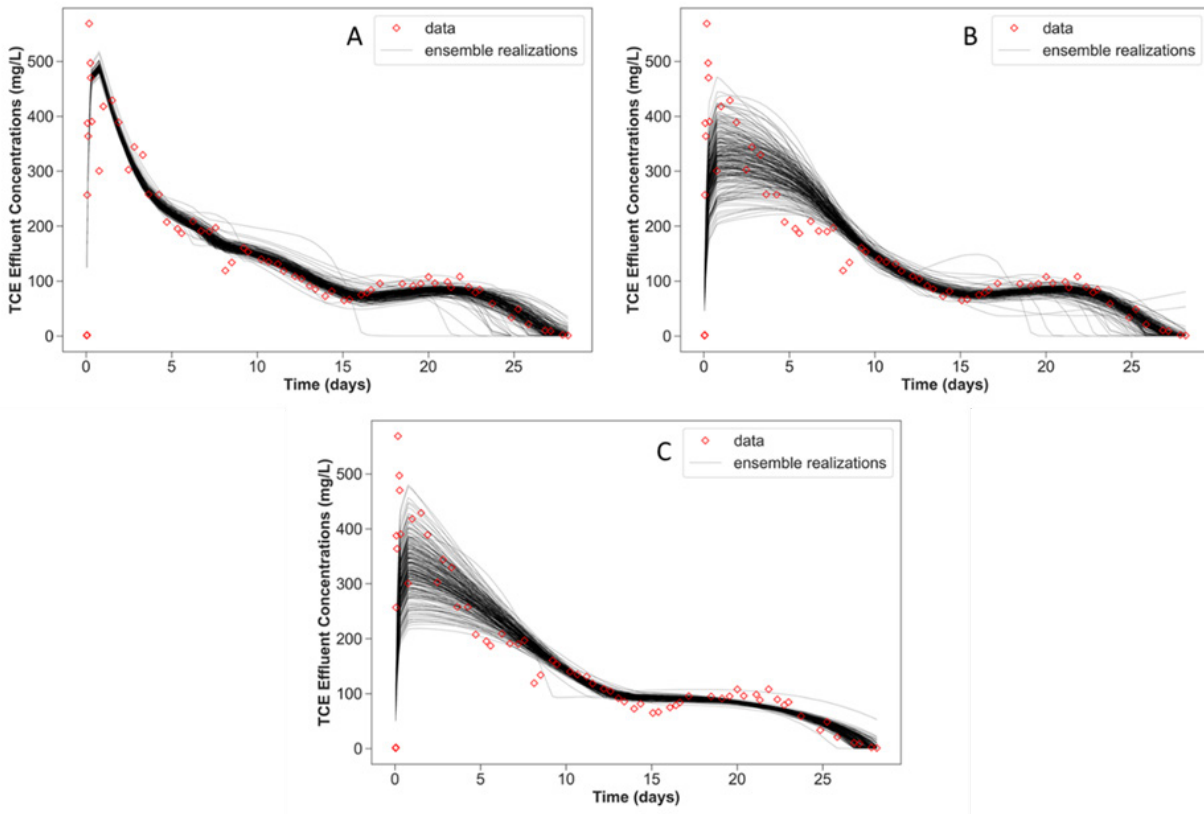 A
data
ensemble realizations
TCE Effluent Concentrations (mg/L)
500
400
300
200
100
0
0 5 10 15 20 25
Time (days)
B
data
ensemble realizations
TCE Effluent Concentrations (mg/L)
500
400
300
200
100
0
0 5 10 15 20 25
Time (days)
C
data
ensemble realizations
TCE Effluent Concentrations (mg/L)
500
400
300
200
100
0
0 5 10 15 20 25
Time (days)